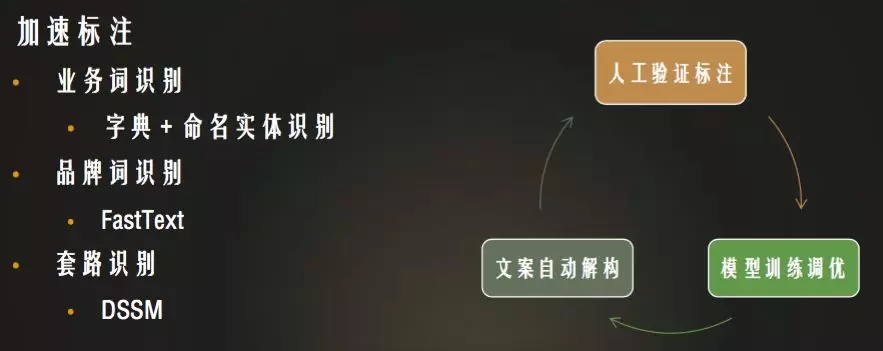 加速标注
• 业务词识别
• 字典 + 命名实体识别
• 品牌词识别
• FastText
• 套路识别
• DSSM
人工验证标注
文案自动解构
模型训练调优